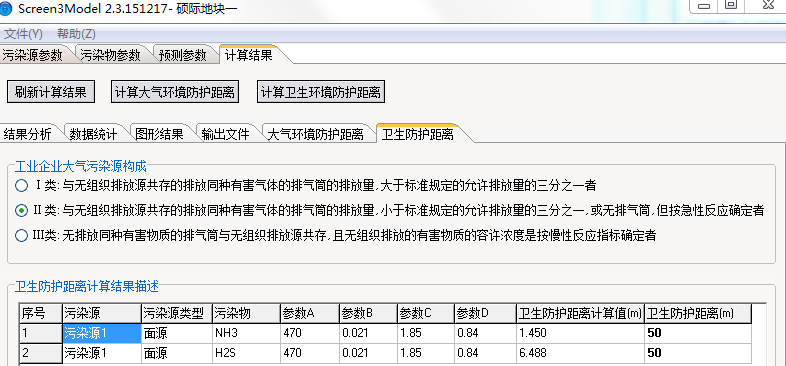 Screen3Model 2.3.151217- 硕际地块一
文件(Y) 帮助(Z)
污染源参数 污染物参数 预测参数 计算结果
刷新计算结果 计算大气环境防护距离 计算卫生环境防护距离
结果分析 数据统计 图形结果 输出文件 大气环境防护距离 卫生防护距离
工业企业大气污染源构成
I 类: 与无组织排放源共存的排放同种有害气体的排气筒的排放量,大于标准规定的允许排放量的三分之一者
II 类: 与无组织排放源共存的排放同种有害气体的排气筒的排放量,小于标准规定的允许排放量的三分之一,或无排气筒,但按急性反应确定者
III类: 无排放同种有害物质的排气筒与无组织排放源共存,且无组织排放的有害物质的容许浓度是按慢性反应指标确定者
卫生防护距离计算结果描述
序号 污染源 污染源类型 污染物 参数A 参数B 参数C 参数D 卫生防护距离计算值(m) 卫生防护距离(m)
1 污染源1 面源 NH3 470 0.021 1.85 0.84 1.450 50
2 污染源1 面源 H2S 470 0.021 1.85 0.84 6.488 50